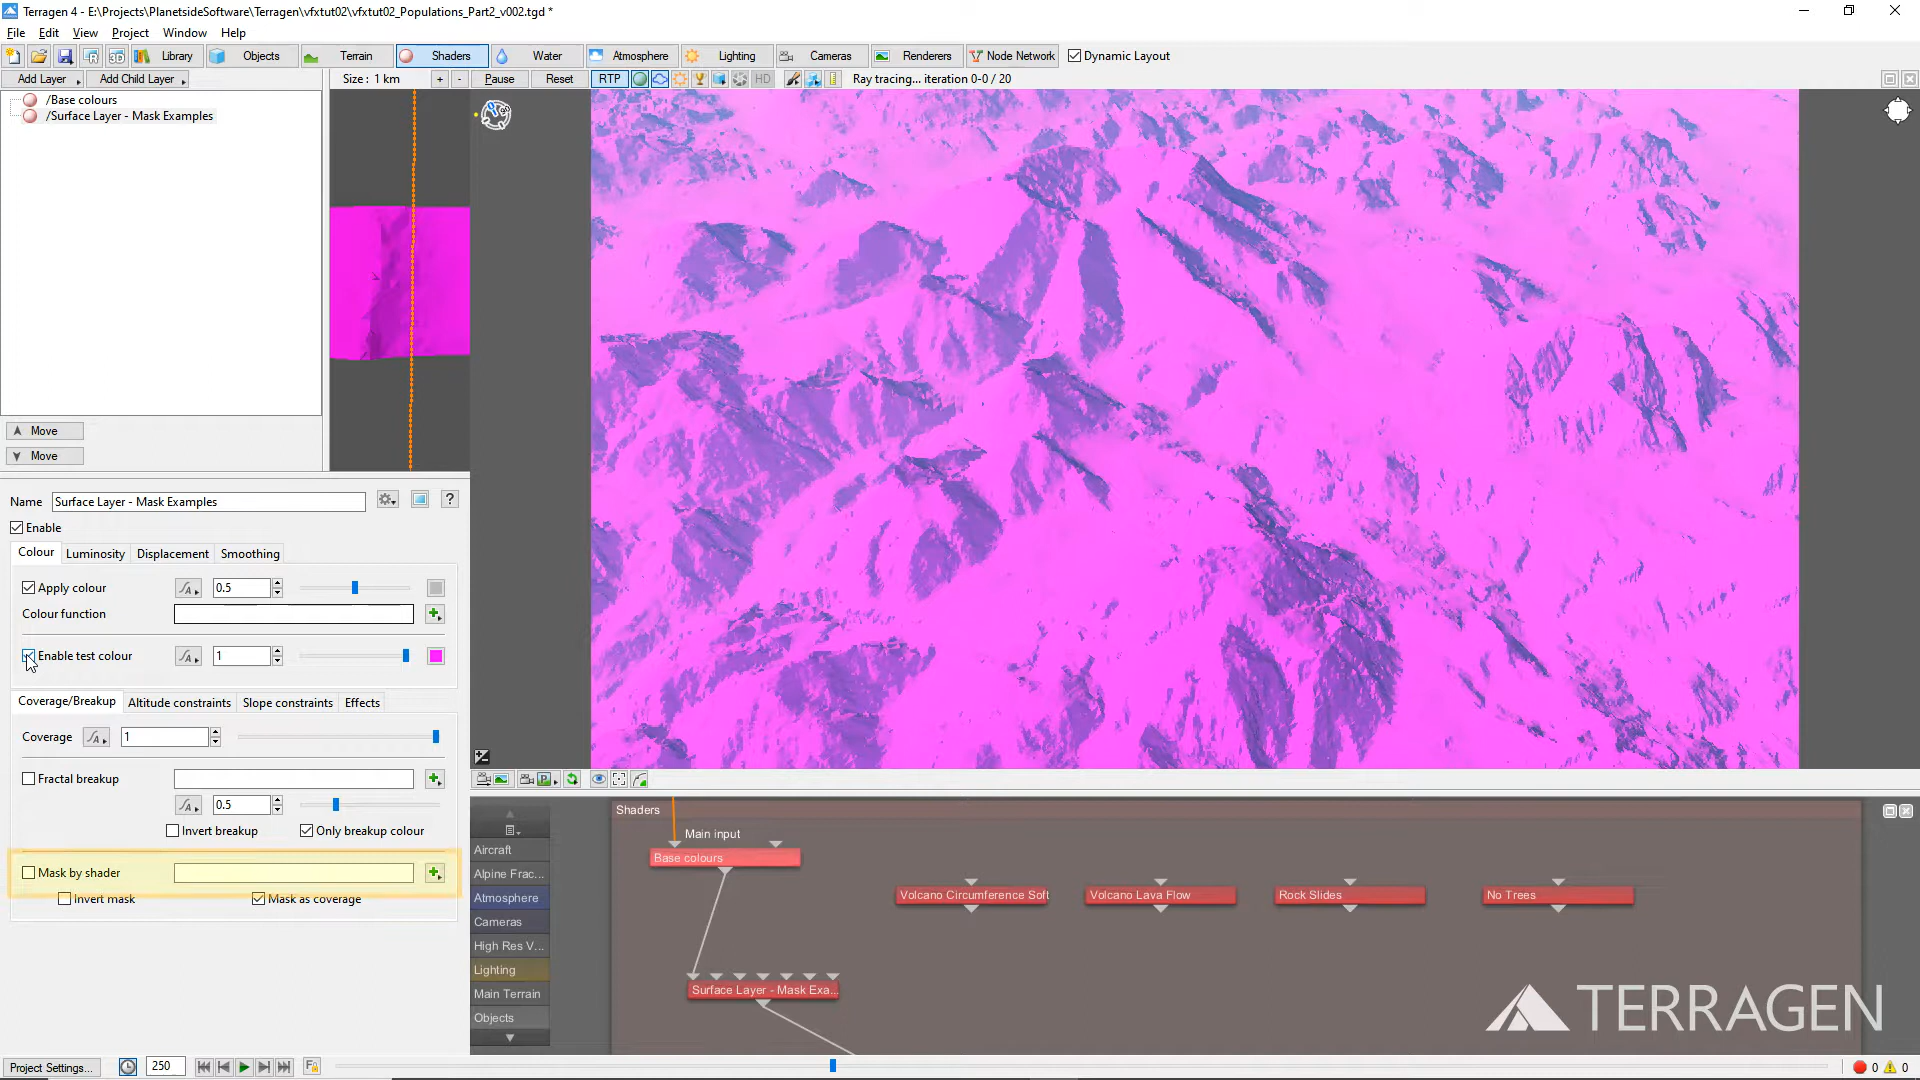 Terragen 4 - E:\Projects\PlanetsideSoftware\Terragen\vfxtut02\vfxtut02_Populations_Part2_v002.tgd *
File Edit View Project Window Help
Library Objects Terrain Shaders Water Atmosphere Lighting Cameras Renderers Node Network Dynamic Layout
Add Layer Add Child Layer Size : 1 km + - Pause Reset RTP HD Ray tracing... iteration 0-0 / 20
/Base colours
/Surface Layer - Mask Examples
Move
Move
Name Surface Layer - Mask Examples ?
Enable
Colour Luminosity Displacement Smoothing
Apply colour 0.5
Colour function
Enable test colour 1
Coverage/Breakup Altitude constraints Slope constraints Effects
Coverage 1
Fractal breakup
0.5
Invert breakup Only breakup colour
Mask by shader
Invert mask Mask as coverage
Aircraft
Alpine Frac...
Atmosphere
Cameras
High Res V...
Lighting
Main Terrain
Objects
Shaders
Main input
Base colours
Volcano Circumference Soft Volcano Lava Flow Rock Slides No Trees
Surface Layer - Mask Exa...
TERRAGEN
Project Settings... 250 0 0